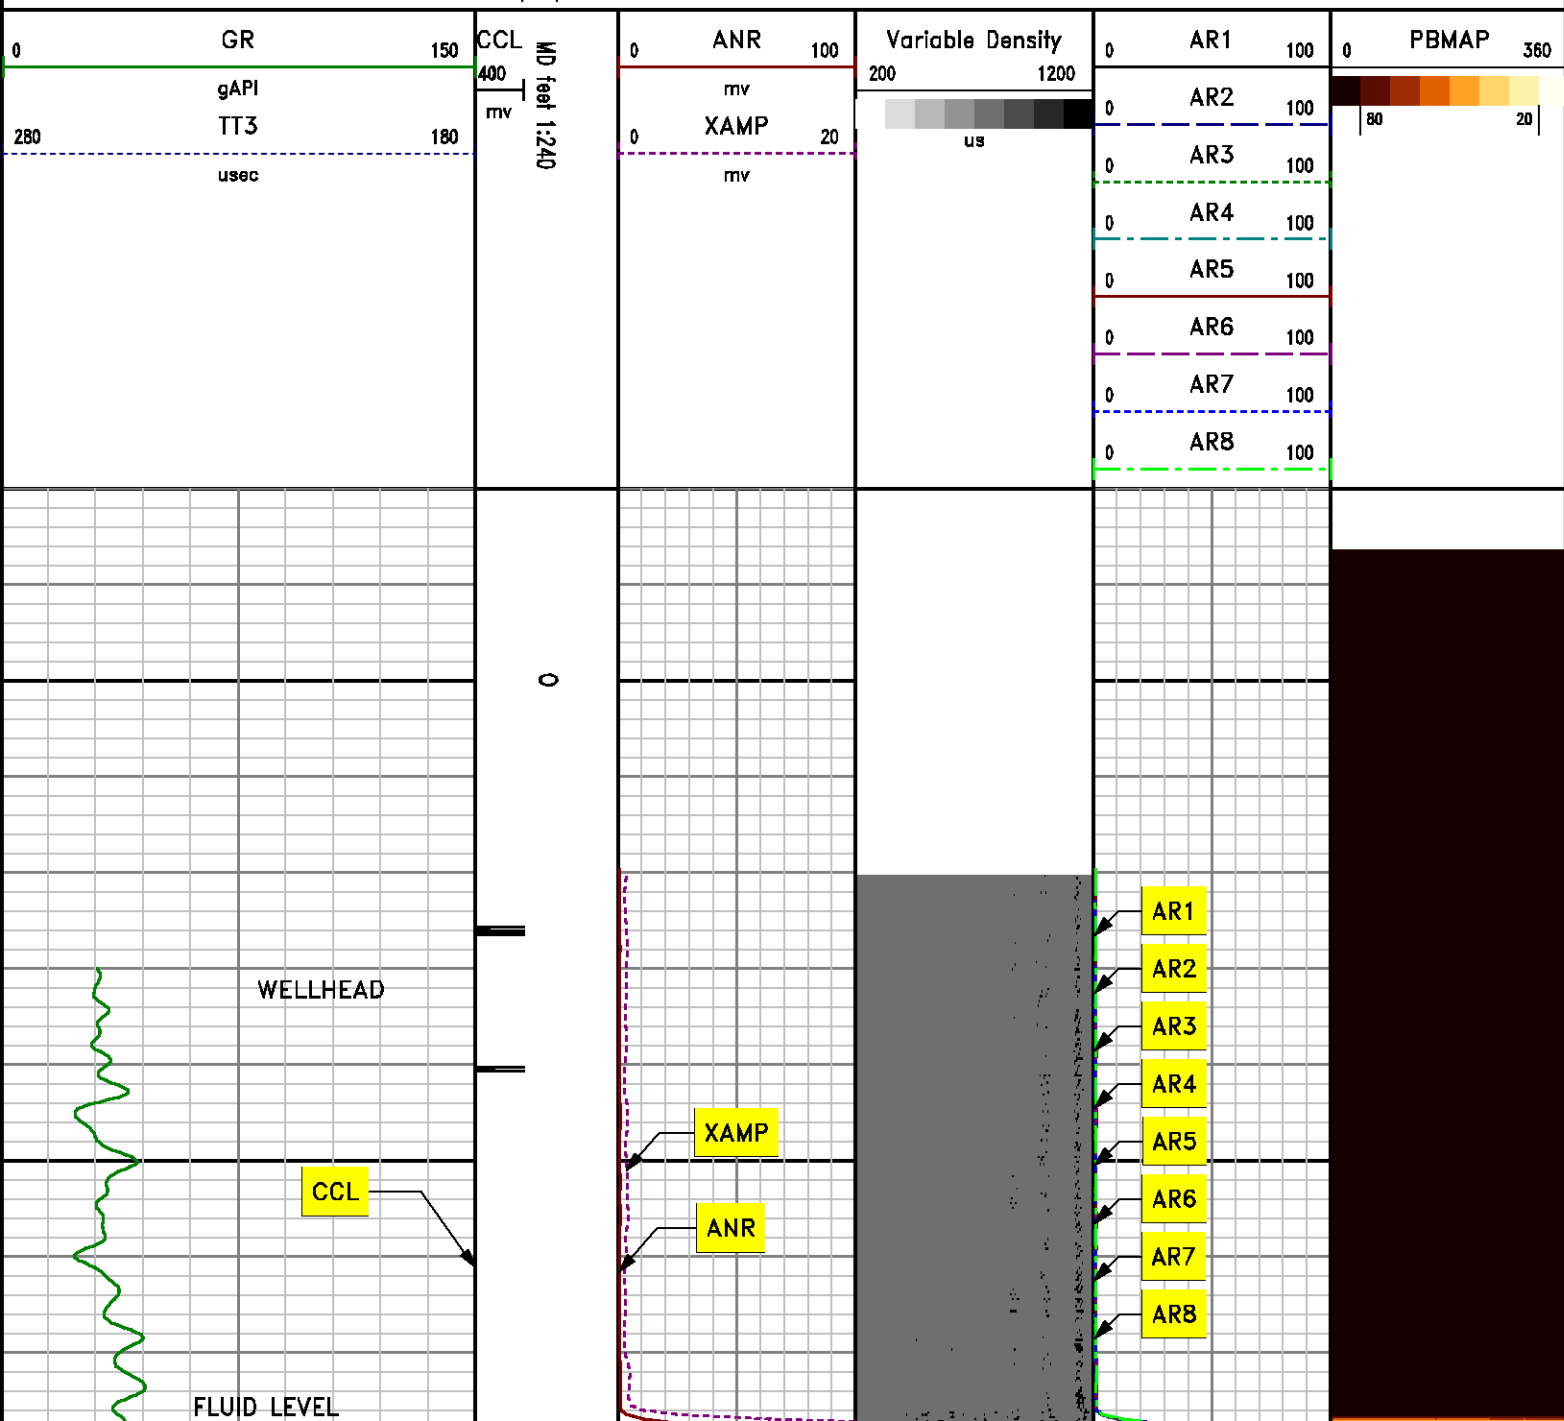 GR
0 150
gAPI
TT3
280 180
usec
CCL
400
mv
MD feet 1:240
ANR
0 100
mv
XAMP
0 20
mv
Variable Density
200 1200
us
AR1
0 100
AR2
0 100
AR3
0 100
AR4
0 100
AR5
0 100
AR6
0 100
AR7
0 100
AR8
0 100
PBMAP
0 360
80 20
0
WELLHEAD
CCL
FLUID LEVEL
XAMP
ANR
AR1
AR2
AR3
AR4
AR5
AR6
AR7
AR8